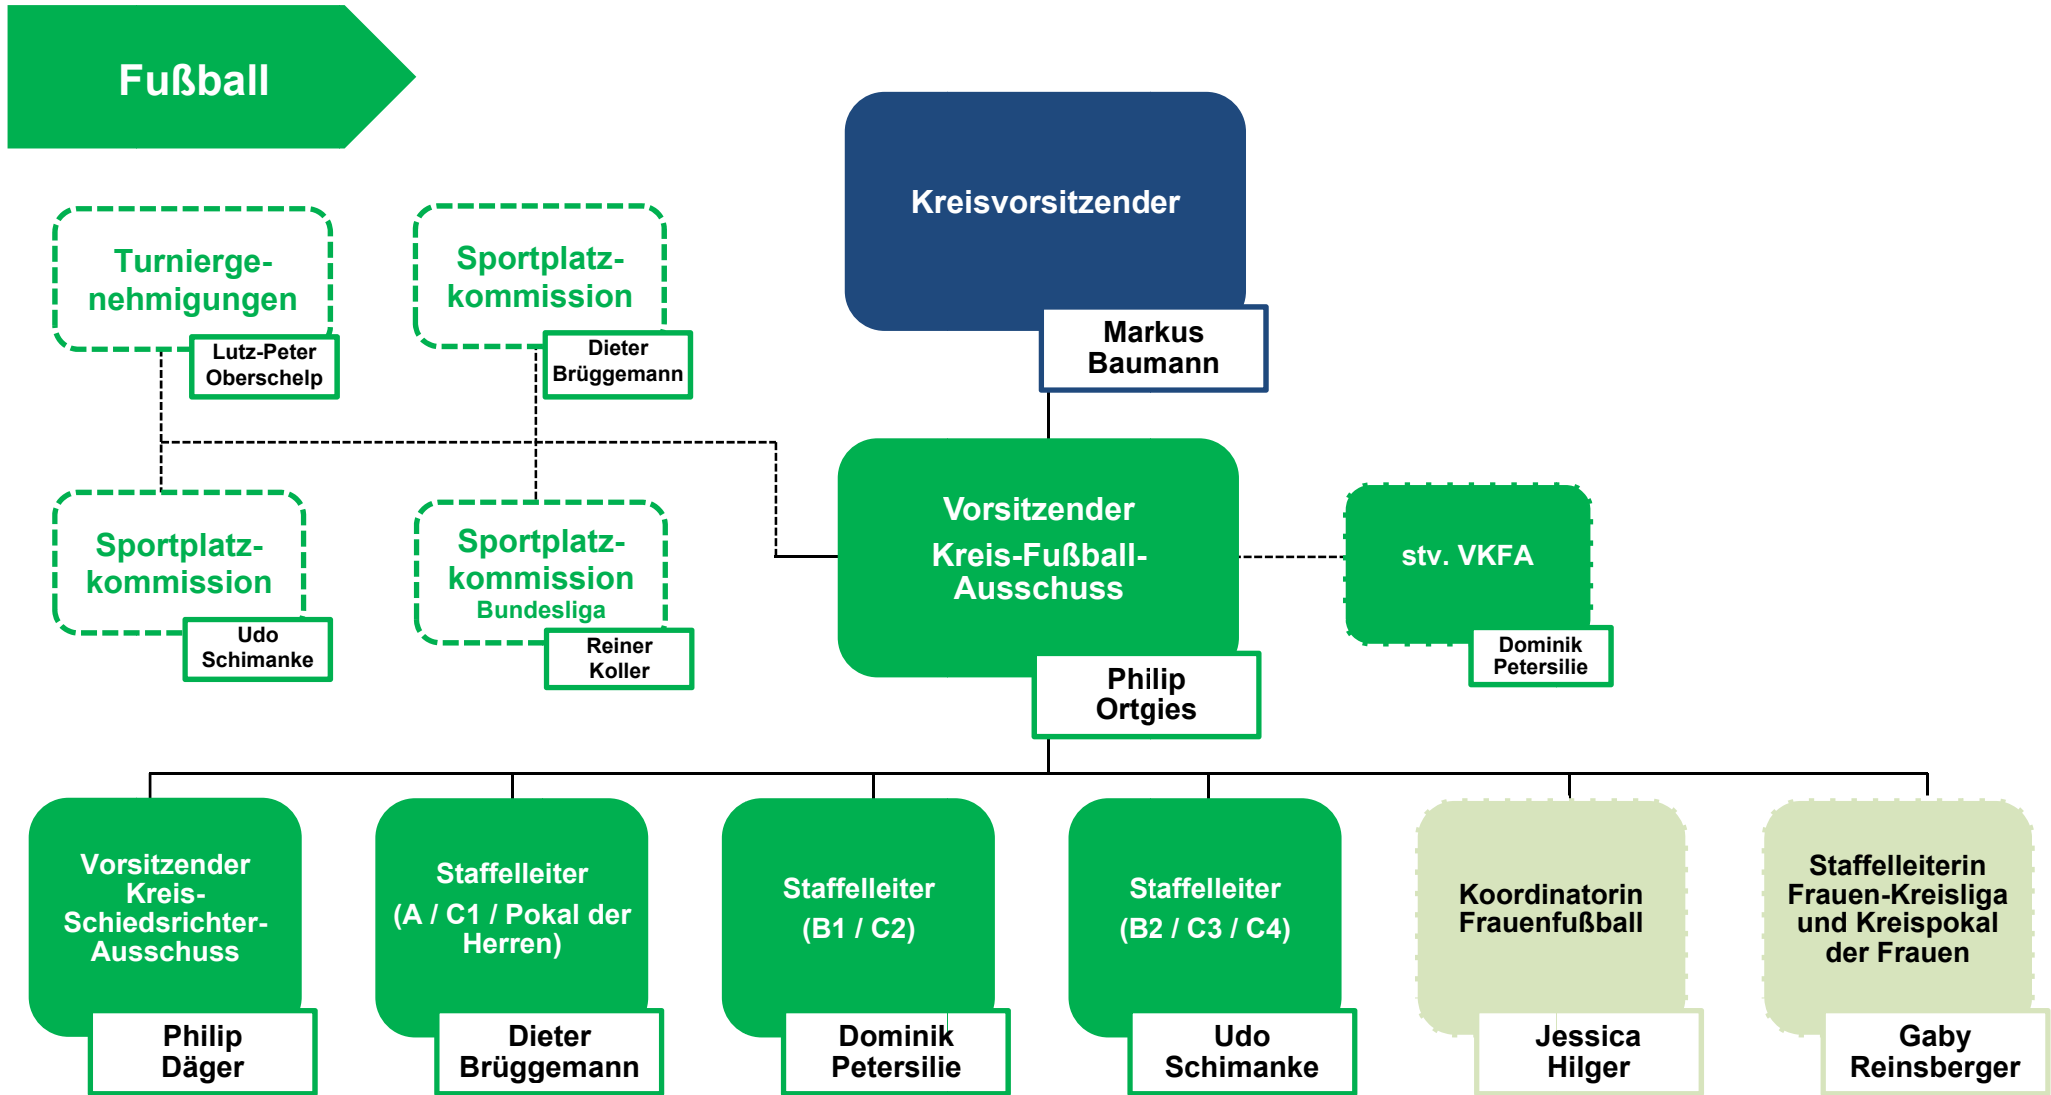 Fußball
Kreisvorsitzender
Markus
Baumann
Turnierge-
nehmigungen
Lutz-Peter
Oberschelp
Sportplatz-
kommission
Dieter
Brüggemann
Sportplatz-
kommission
Udo
Schimanke
Sportplatz-
kommission
Bundesliga
Reiner
Koller
Vorsitzender
Kreis-Fußball-
Ausschuss
Philip
Ortgies
stv. VKFA
Dominik
Petersilie
Vorsitzender
Kreis-
Schiedsrichter-
Ausschuss
Philip
Däger
Staffelleiter
(A / C1 / Pokal der
Herren)
Dieter
Brüggemann
Staffelleiter
(B1 / C2)
Dominik
Petersilie
Staffelleiter
(B2 / C3 / C4)
Udo
Schimanke
Koordinatorin
Frauenfußball
Jessica
Hilger
Staffelleiterin
Frauen-Kreisliga
und Kreispokal
der Frauen
Gaby
Reinsberger